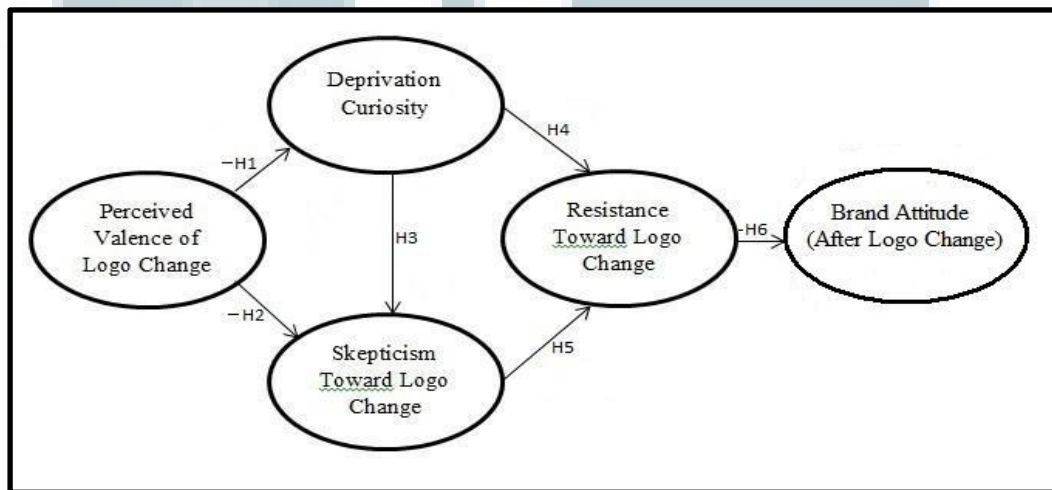 Deprivation
Curiosity
H4
−H1
Perceived
Valence of
Logo Change
H3
Resistance
Toward Logo
Change
-H6
Brand Attitude
(After Logo Change)
−H2
Skepticism
Toward Logo
Change
H5